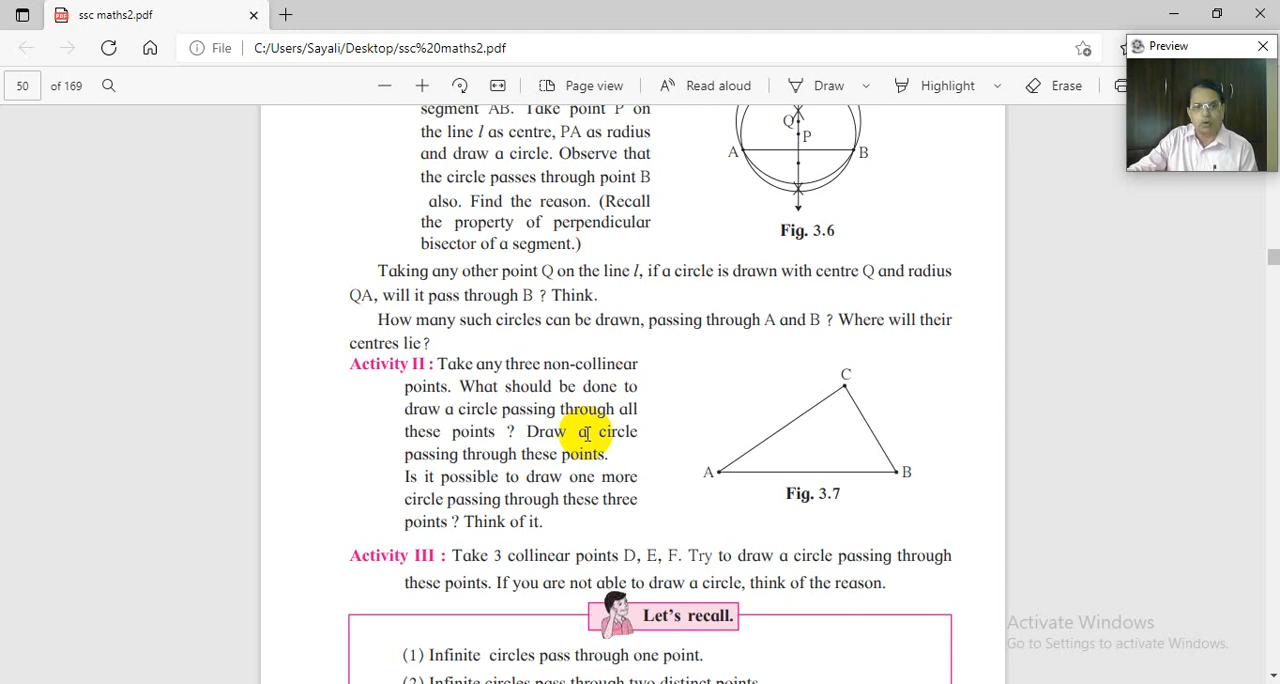 ssc maths2.pdf
File C:/Users/Sayali/Desktop/ssc%20maths2.pdf
Preview
50 of 169 Page view Read aloud Draw Highlight Erase
segment AB. Take point P on
the line l as centre, PA as radius
and draw a circle. Observe that
the circle passes through point B
also. Find the reason. (Recall
the property of perpendicular
bisector of a segment.)
Q
P
A B
Fig. 3.6
Taking any other point Q on the line l, if a circle is drawn with centre Q and radius
QA, will it pass through B ? Think.
How many such circles can be drawn, passing through A and B ? Where will their
centres lie?
Activity II : Take any three non-collinear
points. What should be done to
draw a circle passing through all
these points ? Draw a circle
passing through these points.
Is it possible to draw one more
circle passing through these three
points ? Think of it.
C
A B
Fig. 3.7
Activity III : Take 3 collinear points D, E, F. Try to draw a circle passing through
these points. If you are not able to draw a circle, think of the reason.
Let's recall.
(1) Infinite circles pass through one point.
(2) Infinite circles pass through two distinct points.
Activate Windows
Go to Settings to activate Windows.